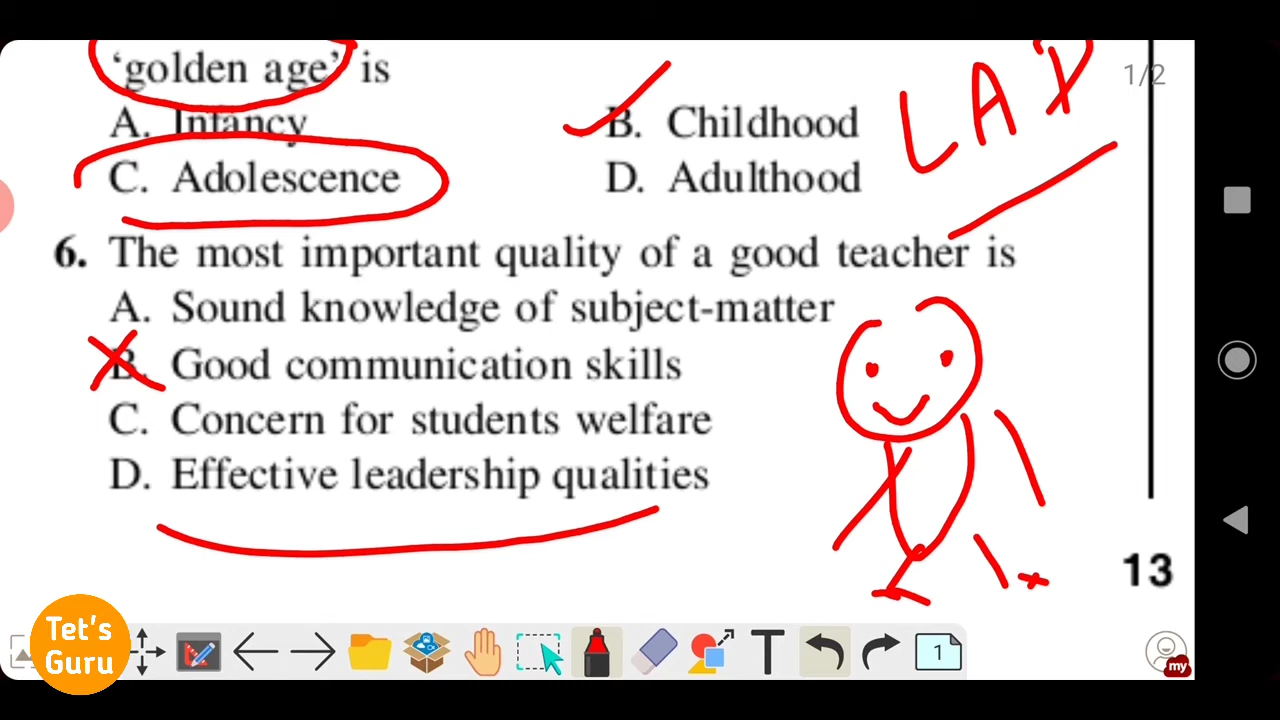 'golden age' is
A. Infancy
B. Childhood
C. Adolescence
D. Adulthood
LAD
1/2
6. The most important quality of a good teacher is
A. Sound knowledge of subject-matter
B. Good communication skills
C. Concern for students welfare
D. Effective leadership qualities
13
Tet's
Guru
T
1
my